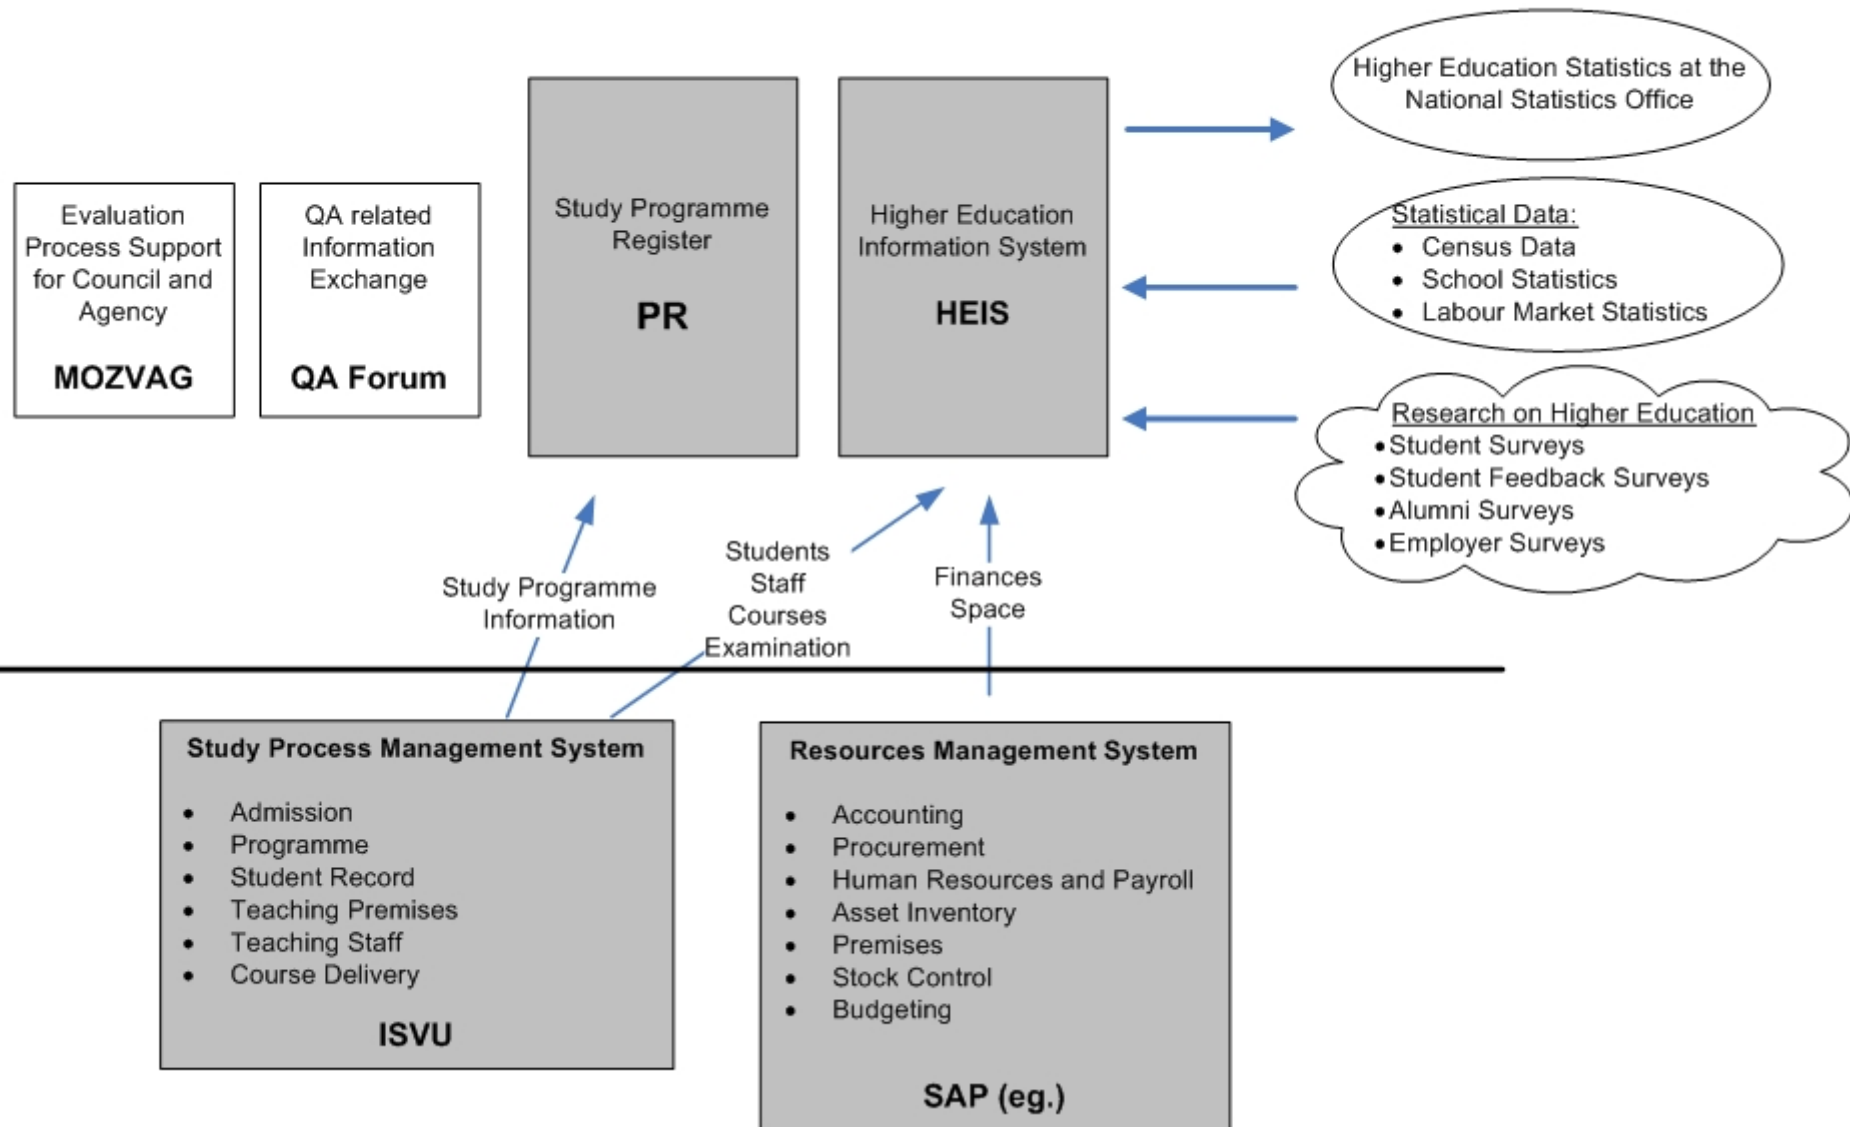 Higher Education Statistics at the
National Statistics Office
Evaluation
Process Support
for Council and
Agency
MOZVAG
QA related
Information
Exchange
QA Forum
Study Programme
Register
PR
Higher Education
Information System
HEIS
Statistical Data:
• Census Data
• School Statistics
• Labour Market Statistics
Research on Higher Education
• Student Surveys
• Student Feedback Surveys
• Alumni Surveys
• Employer Surveys
Study Programme
Information
Students
Staff
Courses
Examination
Finances
Space
Study Process Management System
• Admission
• Programme
• Student Record
• Teaching Premises
• Teaching Staff
• Course Delivery
ISVU
Resources Management System
• Accounting
• Procurement
• Human Resources and Payroll
• Asset Inventory
• Premises
• Stock Control
• Budgeting
SAP (eg.)